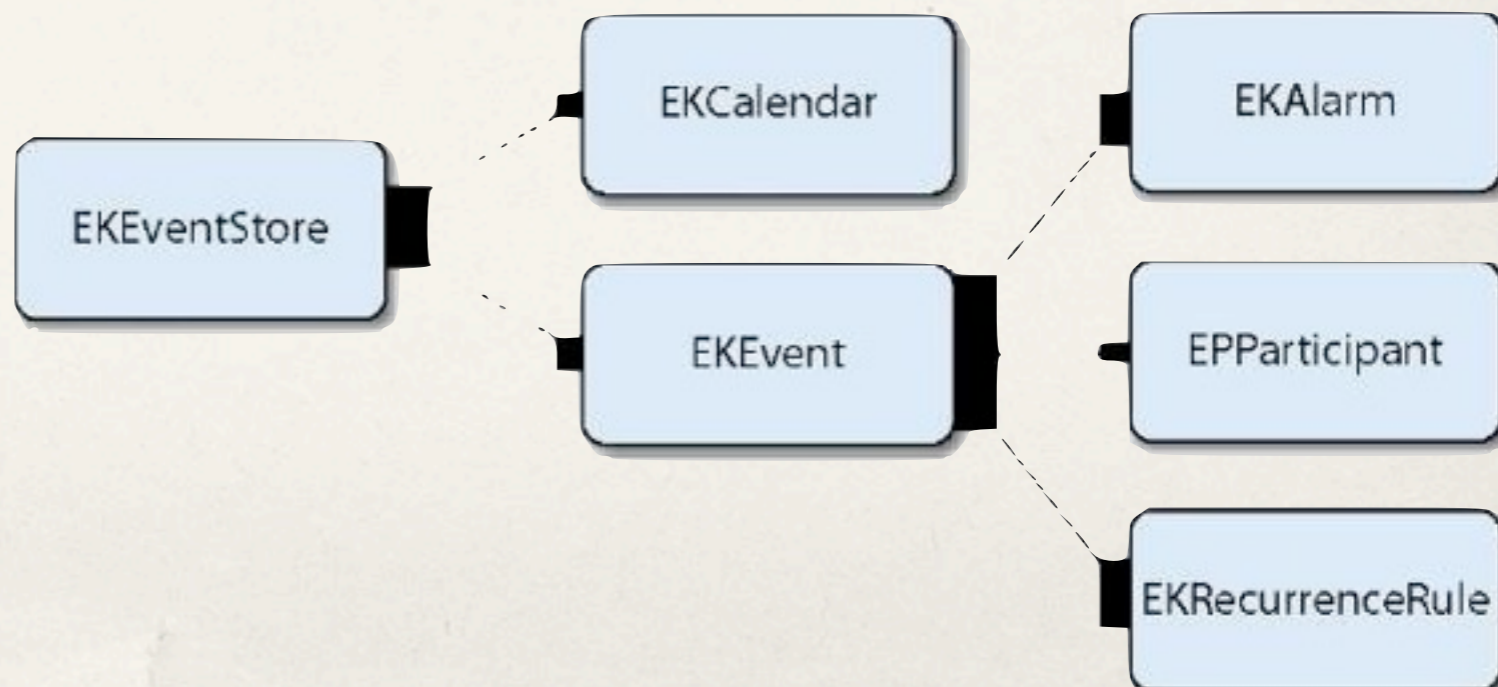 EKEventStore
EKCalendar
EKEvent
EKAlarm
EPParticipant
EKRecurrenceRule